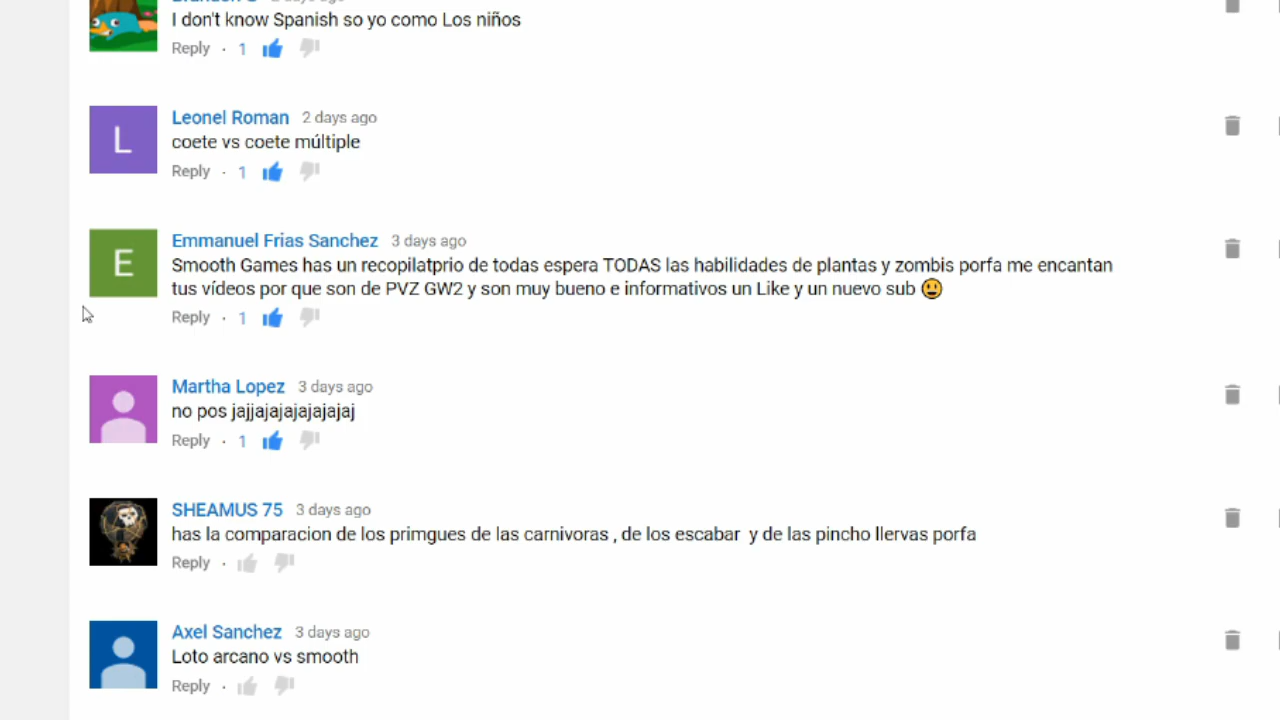 I don't know Spanish so yo como Los niños
Reply · 1
L
Leonel Roman 2 days ago
coete vs coete múltiple
Reply · 1
E
Emmanuel Frias Sanchez 3 days ago
Smooth Games has un recopilatprio de todas espera TODAS las habilidades de plantas y zombis porfa me encantan
tus vídeos por que son de PVZ GW2 y son muy bueno e informativos un Like y un nuevo sub 😃
Reply · 1
Martha Lopez 3 days ago
no pos jajjajajajajajajaj
Reply · 1
SHEAMUS 75 3 days ago
has la comparacion de los primgues de las carnivoras , de los escabar y de las pincho llervas porfa
Reply ·
Axel Sanchez 3 days ago
Loto arcano vs smooth
Reply ·